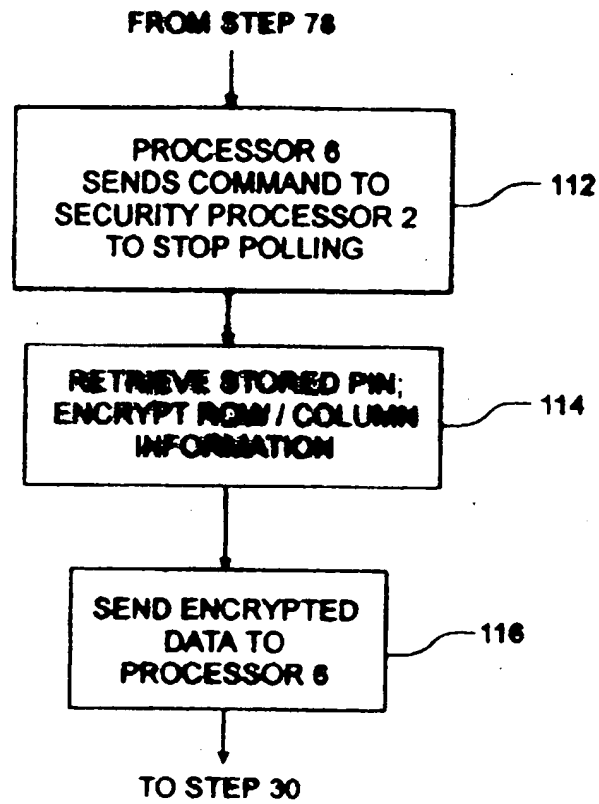 FROM STEP 78
PROCESSOR 6
SENDS COMMAND TO
SECURITY PROCESSOR 2
TO STOP POLLING
112
RETRIEVE STORED PIN;
ENCRYPT ROW / COLUMN
INFORMATION
114
SEND ENCRYPTED
DATA TO
PROCESSOR 6
116
TO STEP 30